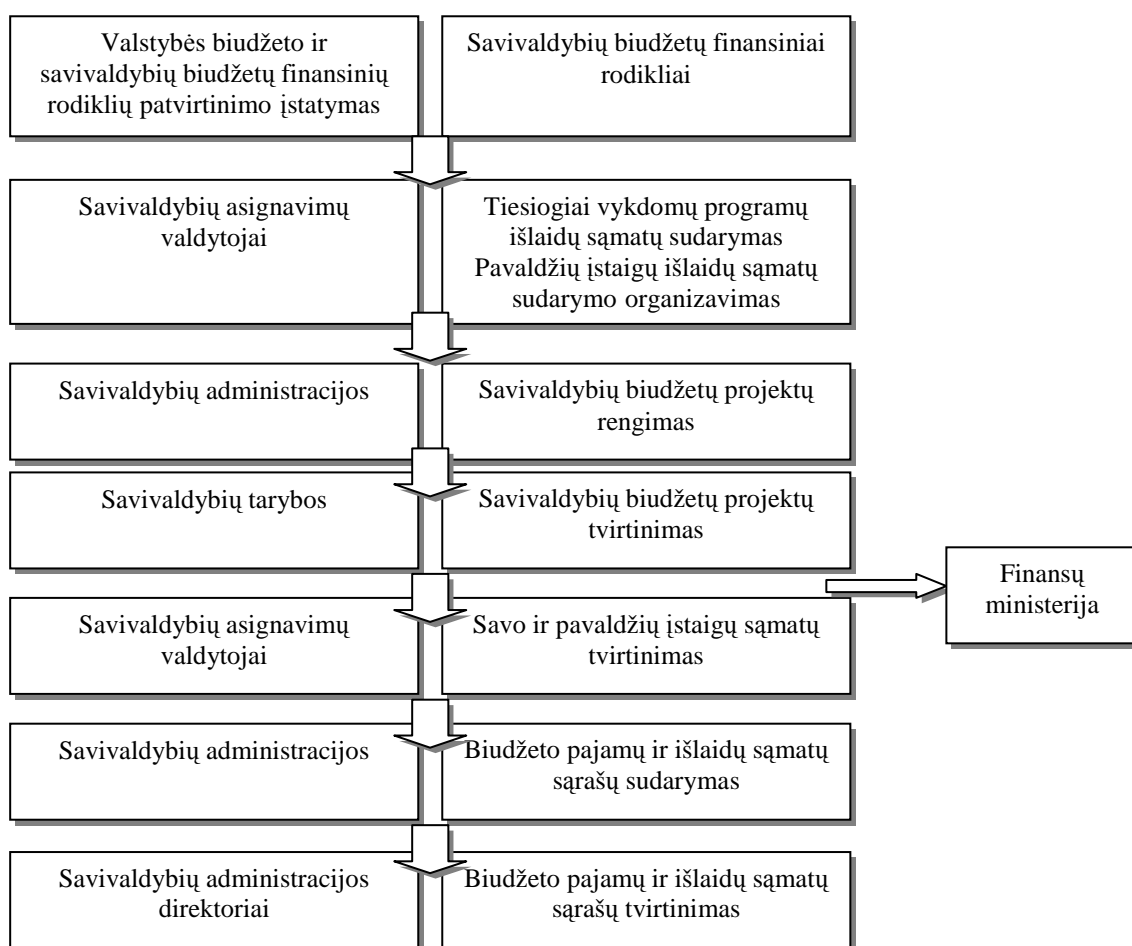 Valstybės biudžeto ir
savivaldybių biudžetų finansinių
rodiklių patvirtinimo įstatymas
Savivaldybių biudžetų finansiniai
rodikliai
Savivaldybių asignavimų
valdytojai
Tiesiogiai vykdomų programų
išlaidų sąmatų sudarymas
Pavaldžių įstaigų išlaidų sąmatų
sudarymo organizavimas
Savivaldybių administracijos
Savivaldybių biudžetų projektų
rengimas
Savivaldybių tarybos
Savivaldybių biudžetų projektų
tvirtinimas
Finansų
ministerija
Savivaldybių asignavimų
valdytojai
Savo ir pavaldžių įstaigų sąmatų
tvirtinimas
Savivaldybių administracijos
Biudžeto pajamų ir išlaidų sąmatų
sąrašų sudarymas
Savivaldybių administracijos
direktoriai
Biudžeto pajamų ir išlaidų sąmatų
sąrašų tvirtinimas